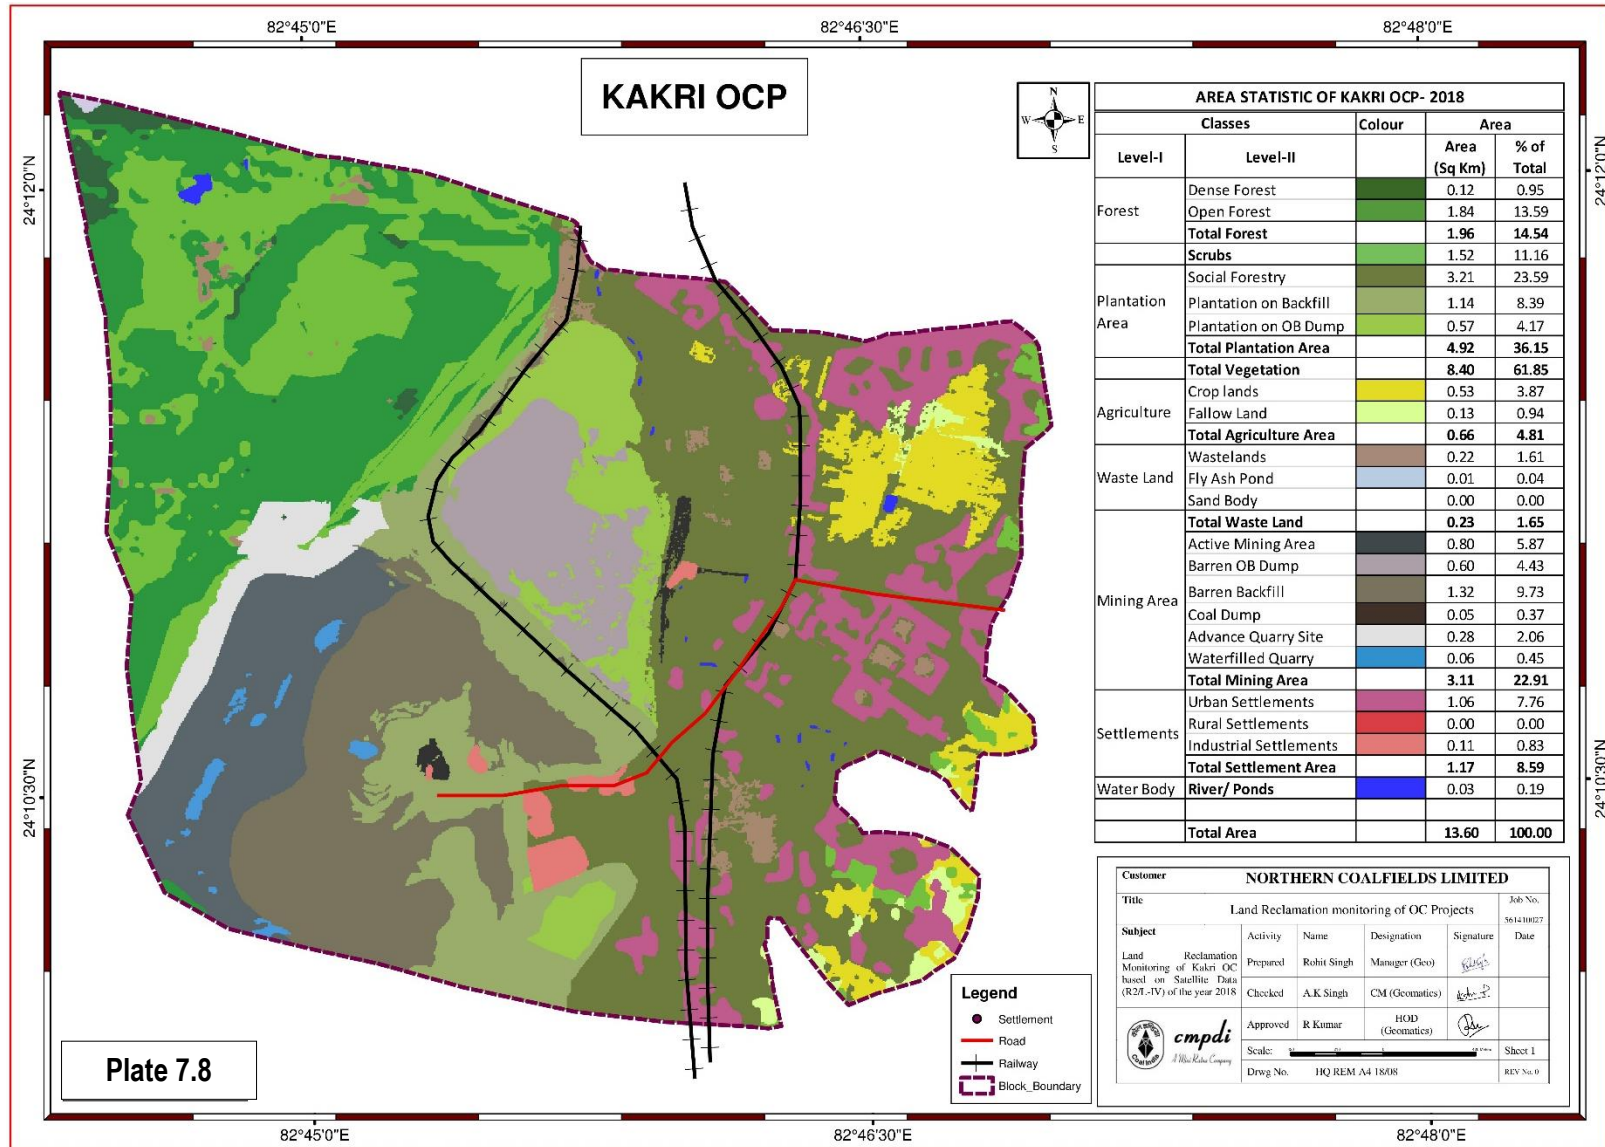 82°45'0"E 82°46'30"E 82°48'0"E
KAKRI OCP
N
W E
S
24°12'0"N
24°12'0"N
24°10'30"N
24°10'30"N
AREA STATISTIC OF KAKRI OCP- 2018
Classes Colour Area
Level-I Level-II Area (Sq Km) % of Total
Forest
Dense Forest 0.12 0.95
Open Forest 1.84 13.59
Total Forest 1.96 14.54
Scrubs 1.52 11.16
Plantation Area
Social Forestry 3.21 23.59
Plantation on Backfill 1.14 8.39
Plantation on OB Dump 0.57 4.17
Total Plantation Area 4.92 36.15
Total Vegetation 8.40 61.85
Agriculture
Crop lands 0.53 3.87
Fallow Land 0.13 0.94
Total Agriculture Area 0.66 4.81
Waste Land
Wastelands 0.22 1.61
Fly Ash Pond 0.01 0.04
Sand Body 0.00 0.00
Total Waste Land 0.23 1.65
Mining Area
Active Mining Area 0.80 5.87
Barren OB Dump 0.60 4.43
Barren Backfill 1.32 9.73
Coal Dump 0.05 0.37
Advance Quarry Site 0.28 2.06
Waterfilled Quarry 0.06 0.45
Total Mining Area 3.11 22.91
Settlements
Urban Settlements 1.06 7.76
Rural Settlements 0.00 0.00
Industrial Settlements 0.11 0.83
Total Settlement Area 1.17 8.59
Water Body River/ Ponds 0.03 0.19
Total Area 13.60 100.00
Customer NORTHERN COALFIELDS LIMITED
Title Land Reclamation monitoring of OC Projects Job No. 561410027
Subject Activity Name Designation Signature Date
Land Reclamation
Monitoring of Kakri OC
based on Satellite Data
(R2/L-IV) of the year 2018
Prepared Rohit Singh Manager (Geo)
Checked A.K Singh CM (Geomatics)
Approved R Kumar HOD (Geomatics)
cmpdi
A Mini Ratna Company
Coal India
Scale: Sheet 1
Drwg No. HQ REM A4 18/08 REV No. 0
Legend
Settlement
Road
Railway
Block_Boundary
Plate 7.8
82°45'0"E 82°46'30"E 82°48'0"E